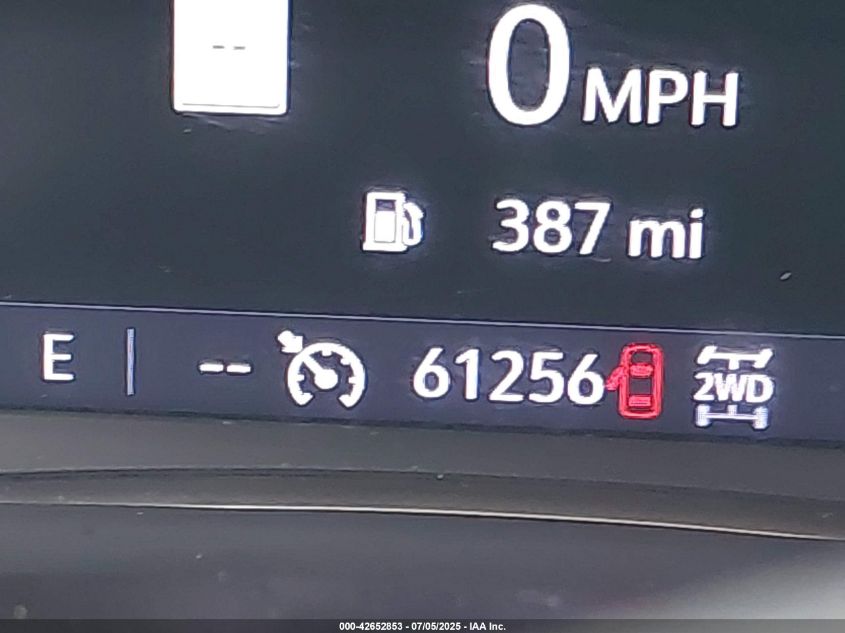 --
0 MPH
387 mi
E -- 61256 2WD
000-42652853 - 07/05/2025 - IAA Inc.